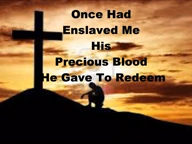 Once Had
Enslaved Me
His
Precious Blood
He Gave To Redeem